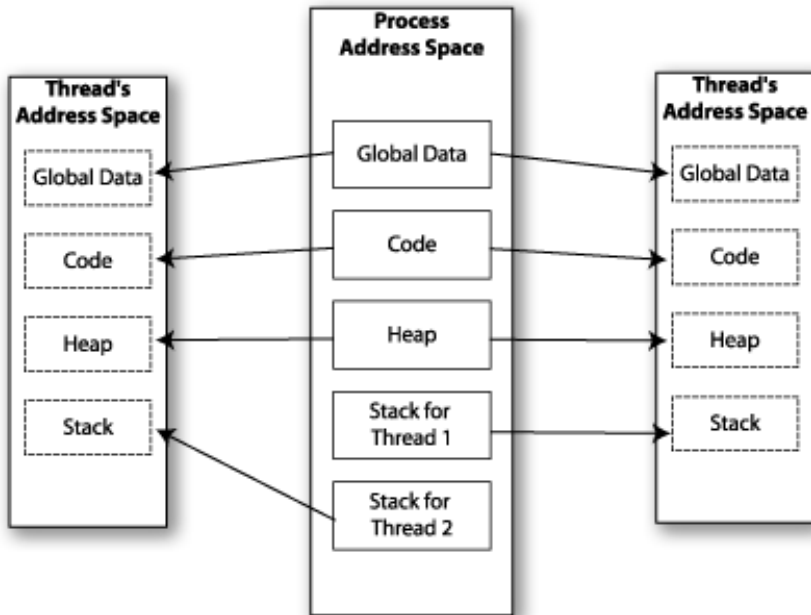 Thread's
Address Space
Global Data
Code
Heap
Stack
Process
Address Space
Global Data
Code
Heap
Stack for
Thread 1
Stack for
Thread 2
Thread's
Address Space
Global Data
Code
Heap
Stack